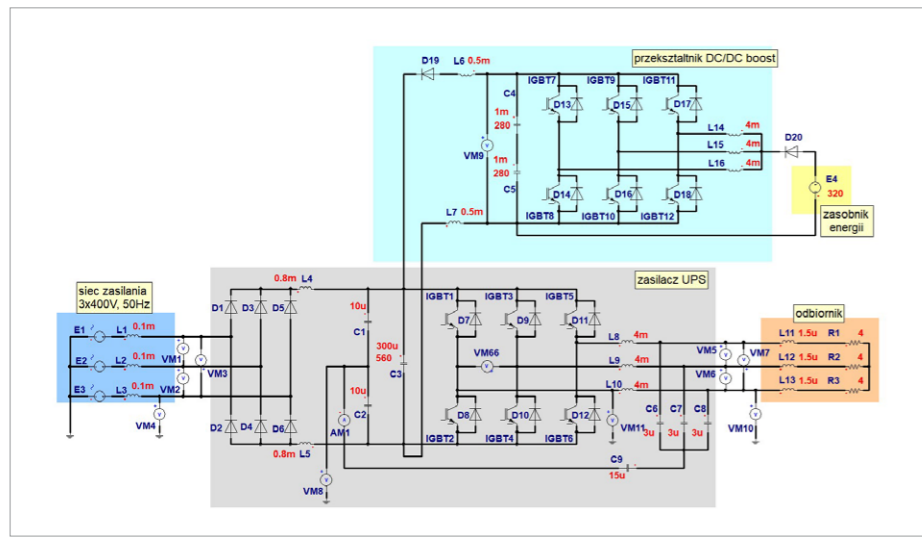 przeksztaltnik DC/DC boost
D19
L6 0.5m
IGBT7
IGBT9
IGBT11
C4
D13
D15
D17
1m
280
L14
4m
VM9
L15
4m
D20
L16
4m
1m
280
C5
D14
D16
D18
E4
320
L7 0.5m
IGBT8
IGBT10
IGBT12
zasobnik
energii
zasilacz UPS
siec zasilania
3x400V, 50Hz
0.8m L4
IGBT1
IGBT3
IGBT5
odbiornik
D1
D3
D5
10u
D7
D9
D11
C1
E1
L1
0.1m
L8
4m
L11
1.5u
R1
4
VM1
VM3
300u
560
C3
VM66
VM5
VM7
E2
L2
0.1m
L9
4m
L12
1.5u
R2
4
VM2
VM6
E3
L3
0.1m
10u
L10
4m
L13
1.5u
R3
4
VM4
D2
D4
D6
C2
AM1
D8
D10
D12
VM11
C6
C7
C8
VM10
L5
0.8m
IGBT2
IGBT4
IGBT6
3u
3u
3u
VM8
C9
15u